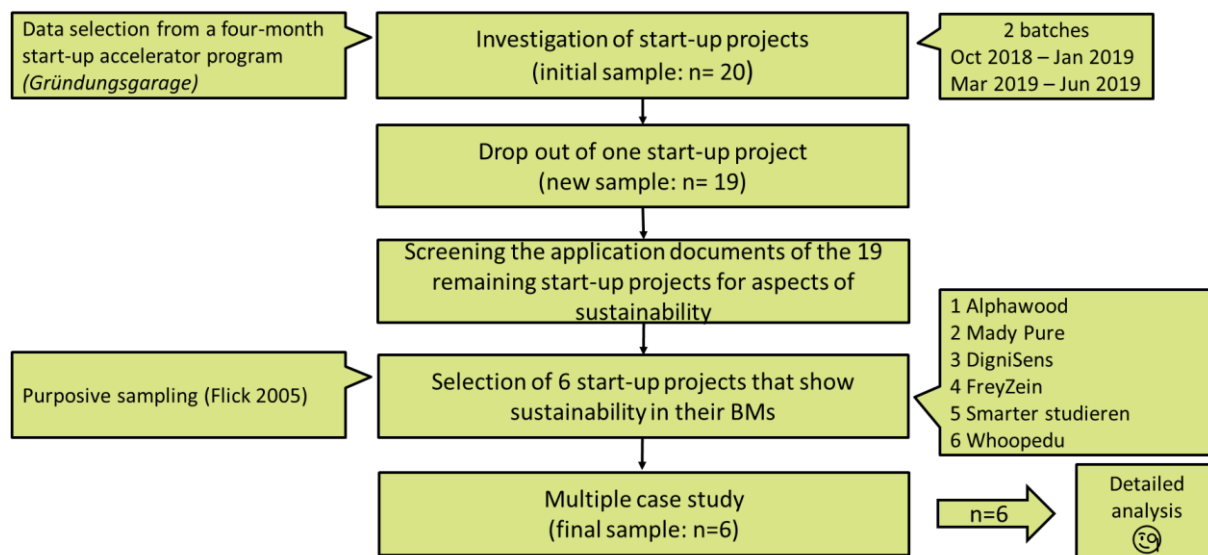 Data selection from a four-month
start-up accelerator program
(Gründungsgarage)
Investigation of start-up projects
(initial sample: n= 20)
2 batches
Oct 2018 – Jan 2019
Mar 2019 – Jun 2019
Drop out of one start-up project
(new sample: n= 19)
Screening the application documents of the 19
remaining start-up projects for aspects of
sustainability
Purposive sampling (Flick 2005)
Selection of 6 start-up projects that show
sustainability in their BMs
1 Alphawood
2 Mady Pure
3 DigniSens
4 FreyZein
5 Smarter studieren
6 Whoopedu
Multiple case study
(final sample: n=6)
n=6
Detailed
analysis